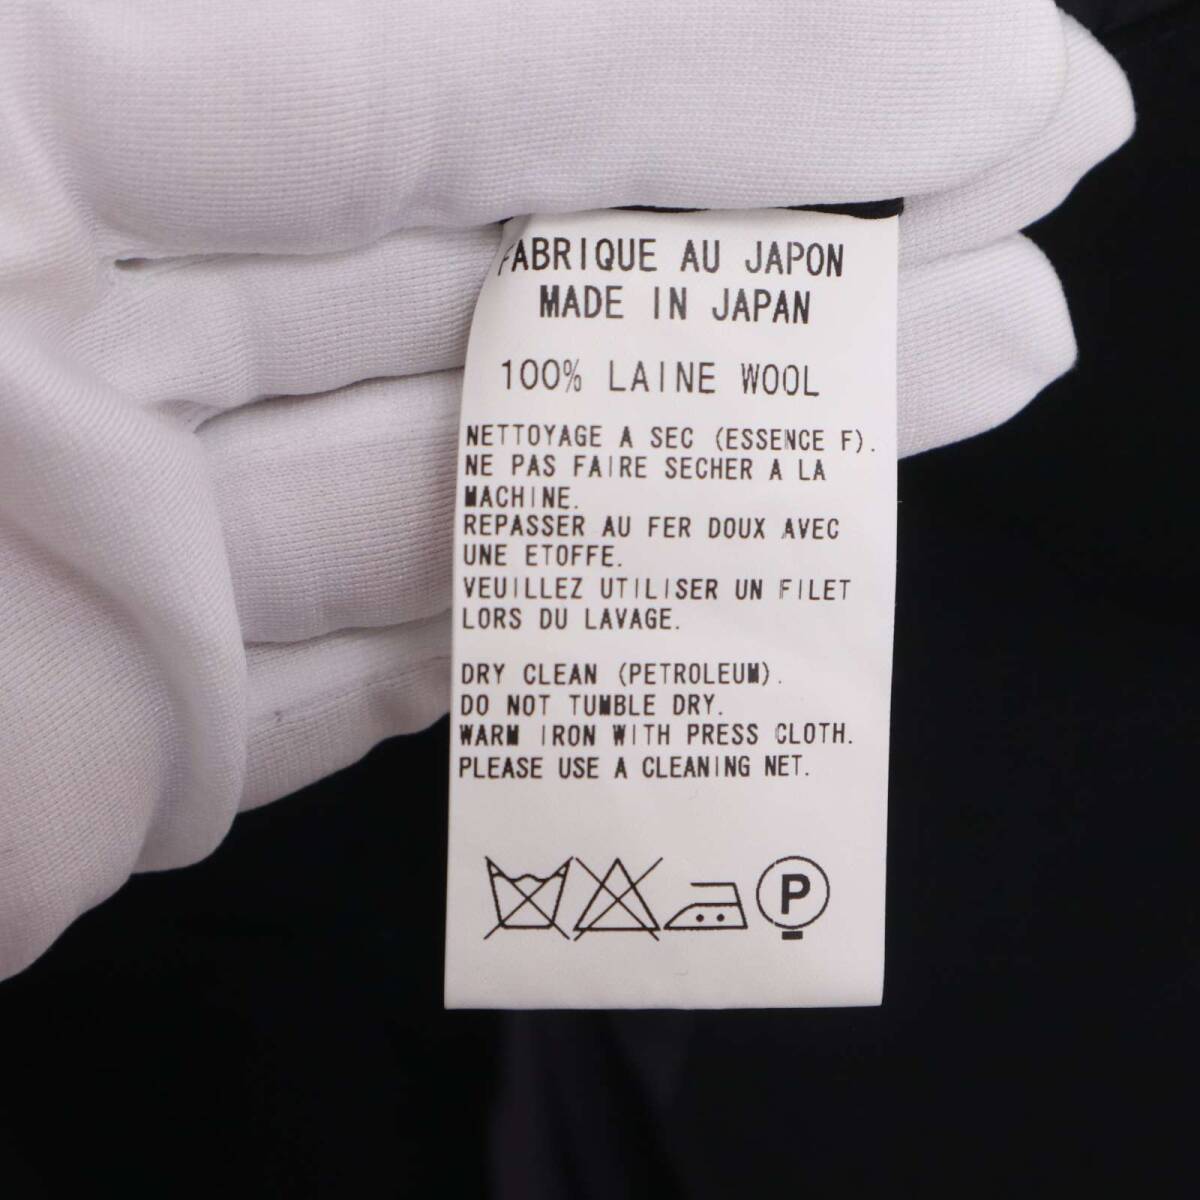 FABRIQUE AU JAPON
MADE IN JAPAN
100% LAINE WOOL
NETTOYAGE A SEC (ESSENCE F).
NE PAS FAIRE SECHER A LA
MACHINE.
REPASSER AU FER DOUX AVEC
UNE ETOFFE.
VEUILLEZ UTILISER UN FILET
LORS DU LAVAGE.
DRY CLEAN (PETROLEUM).
DO NOT TUMBLE DRY.
WARM IRON WITH PRESS CLOTH.
PLEASE USE A CLEANING NET.
P